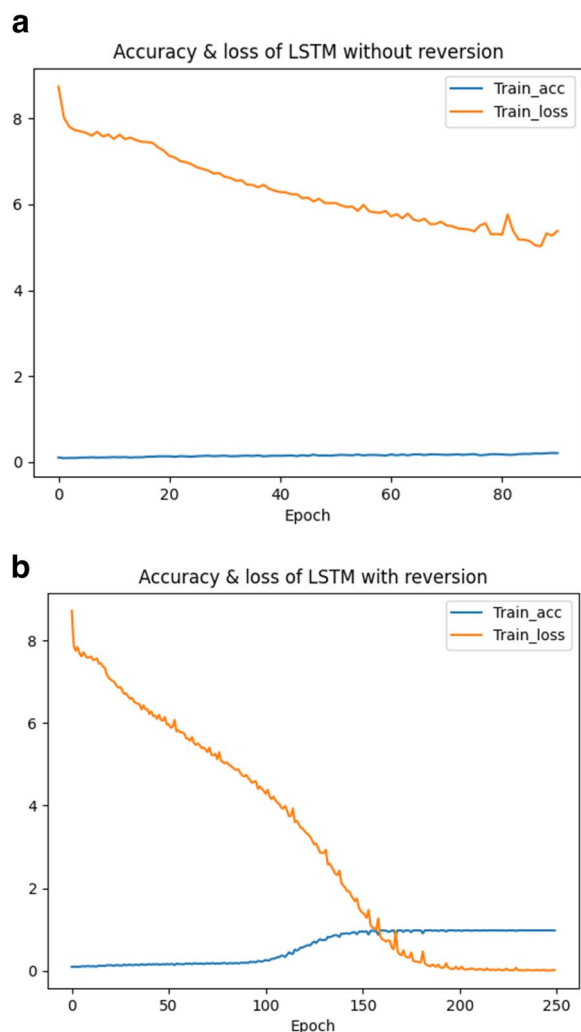 a
Accuracy & loss of LSTM without reversion
Train_acc
Train_loss
8
6
4
2
0
0 20 40 60 80
Epoch
b
Accuracy & loss of LSTM with reversion
Train_acc
Train_loss
8
6
4
2
0
0 50 100 150 200 250
Epoch